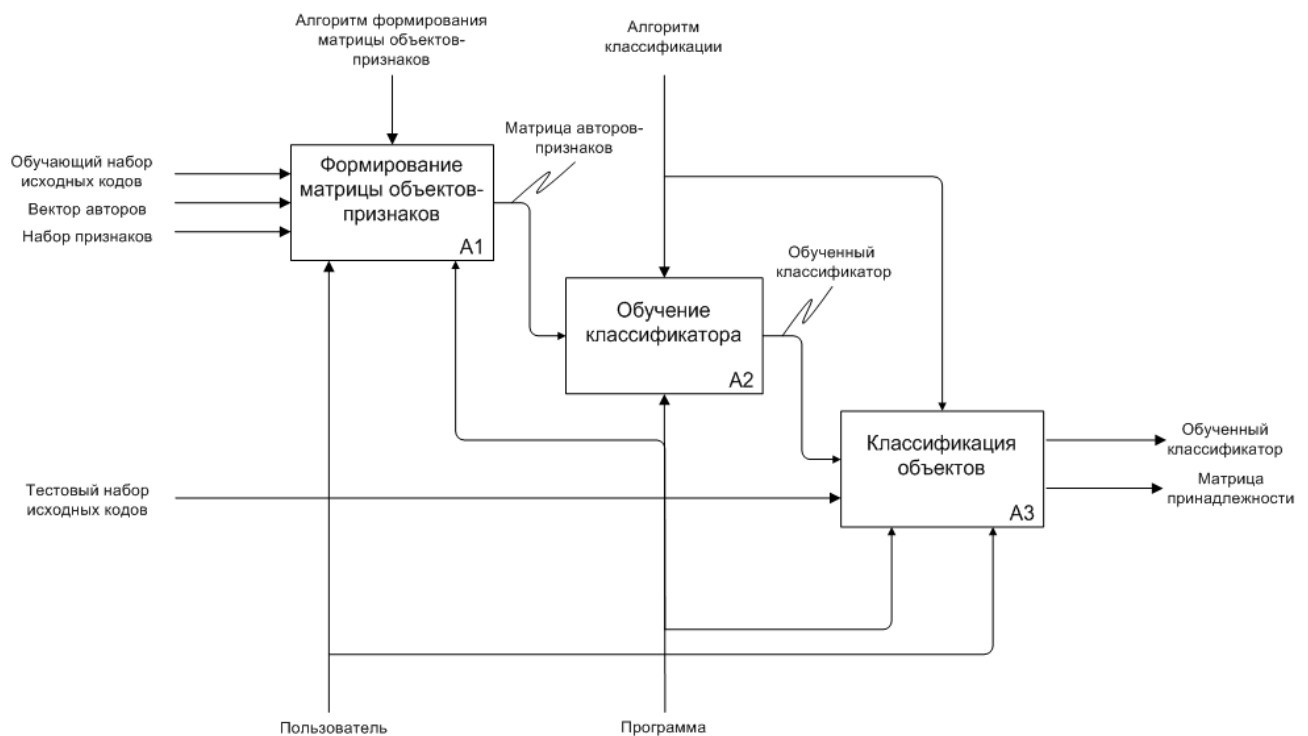 Алгоритм формирования
матрицы объектов-
признаков
Алгоритм
классификации
Матрица авторов-
признаков
Обучающий набор
исходных кодов
Вектор авторов
Набор признаков
Формирование
матрицы объектов-
признаков
A1
Обученный
классификатор
Обучение
классификатора
A2
Классификация
объектов
A3
Обученный
классификатор
Матрица
принадлежности
Тестовый набор
исходных кодов
Пользователь
Программа